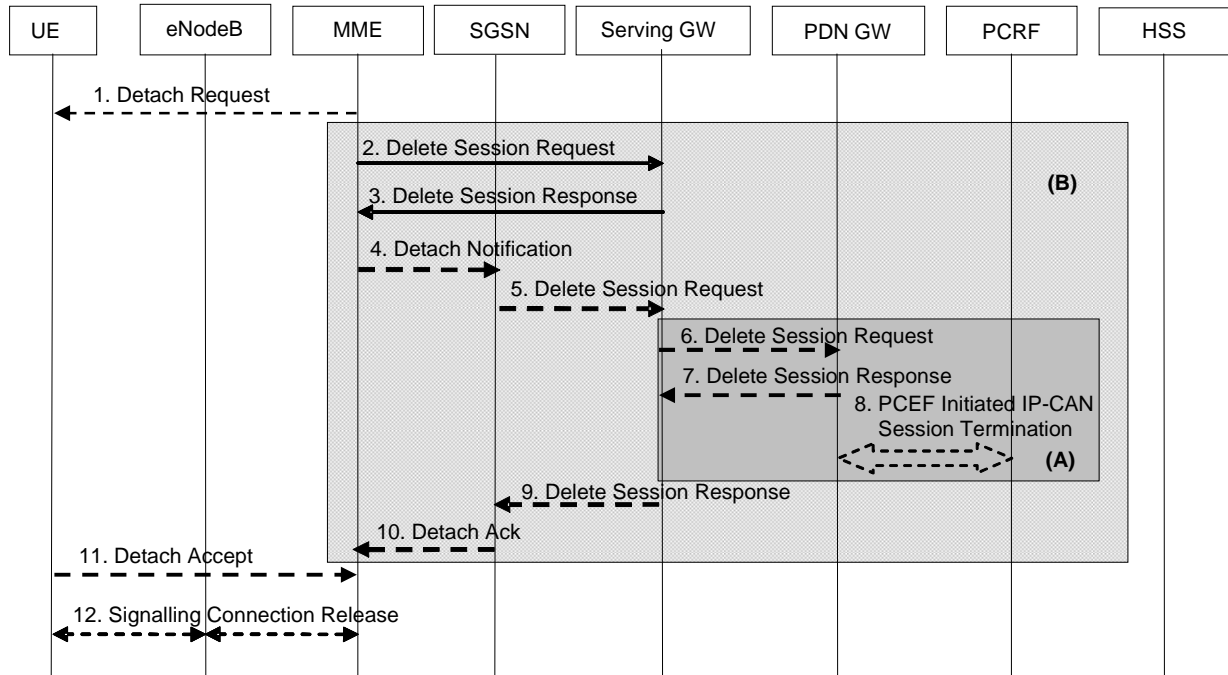 UE
eNodeB
MME
SGSN
Serving GW
PDN GW
PCRF
HSS
1. Detach Request
2. Delete Session Request
(B)
3. Delete Session Response
4. Detach Notification
5. Delete Session Request
6. Delete Session Request
7. Delete Session Response
8. PCEF Initiated IP-CAN
Session Termination
(A)
9. Delete Session Response
10. Detach Ack
11. Detach Accept
12. Signalling Connection Release